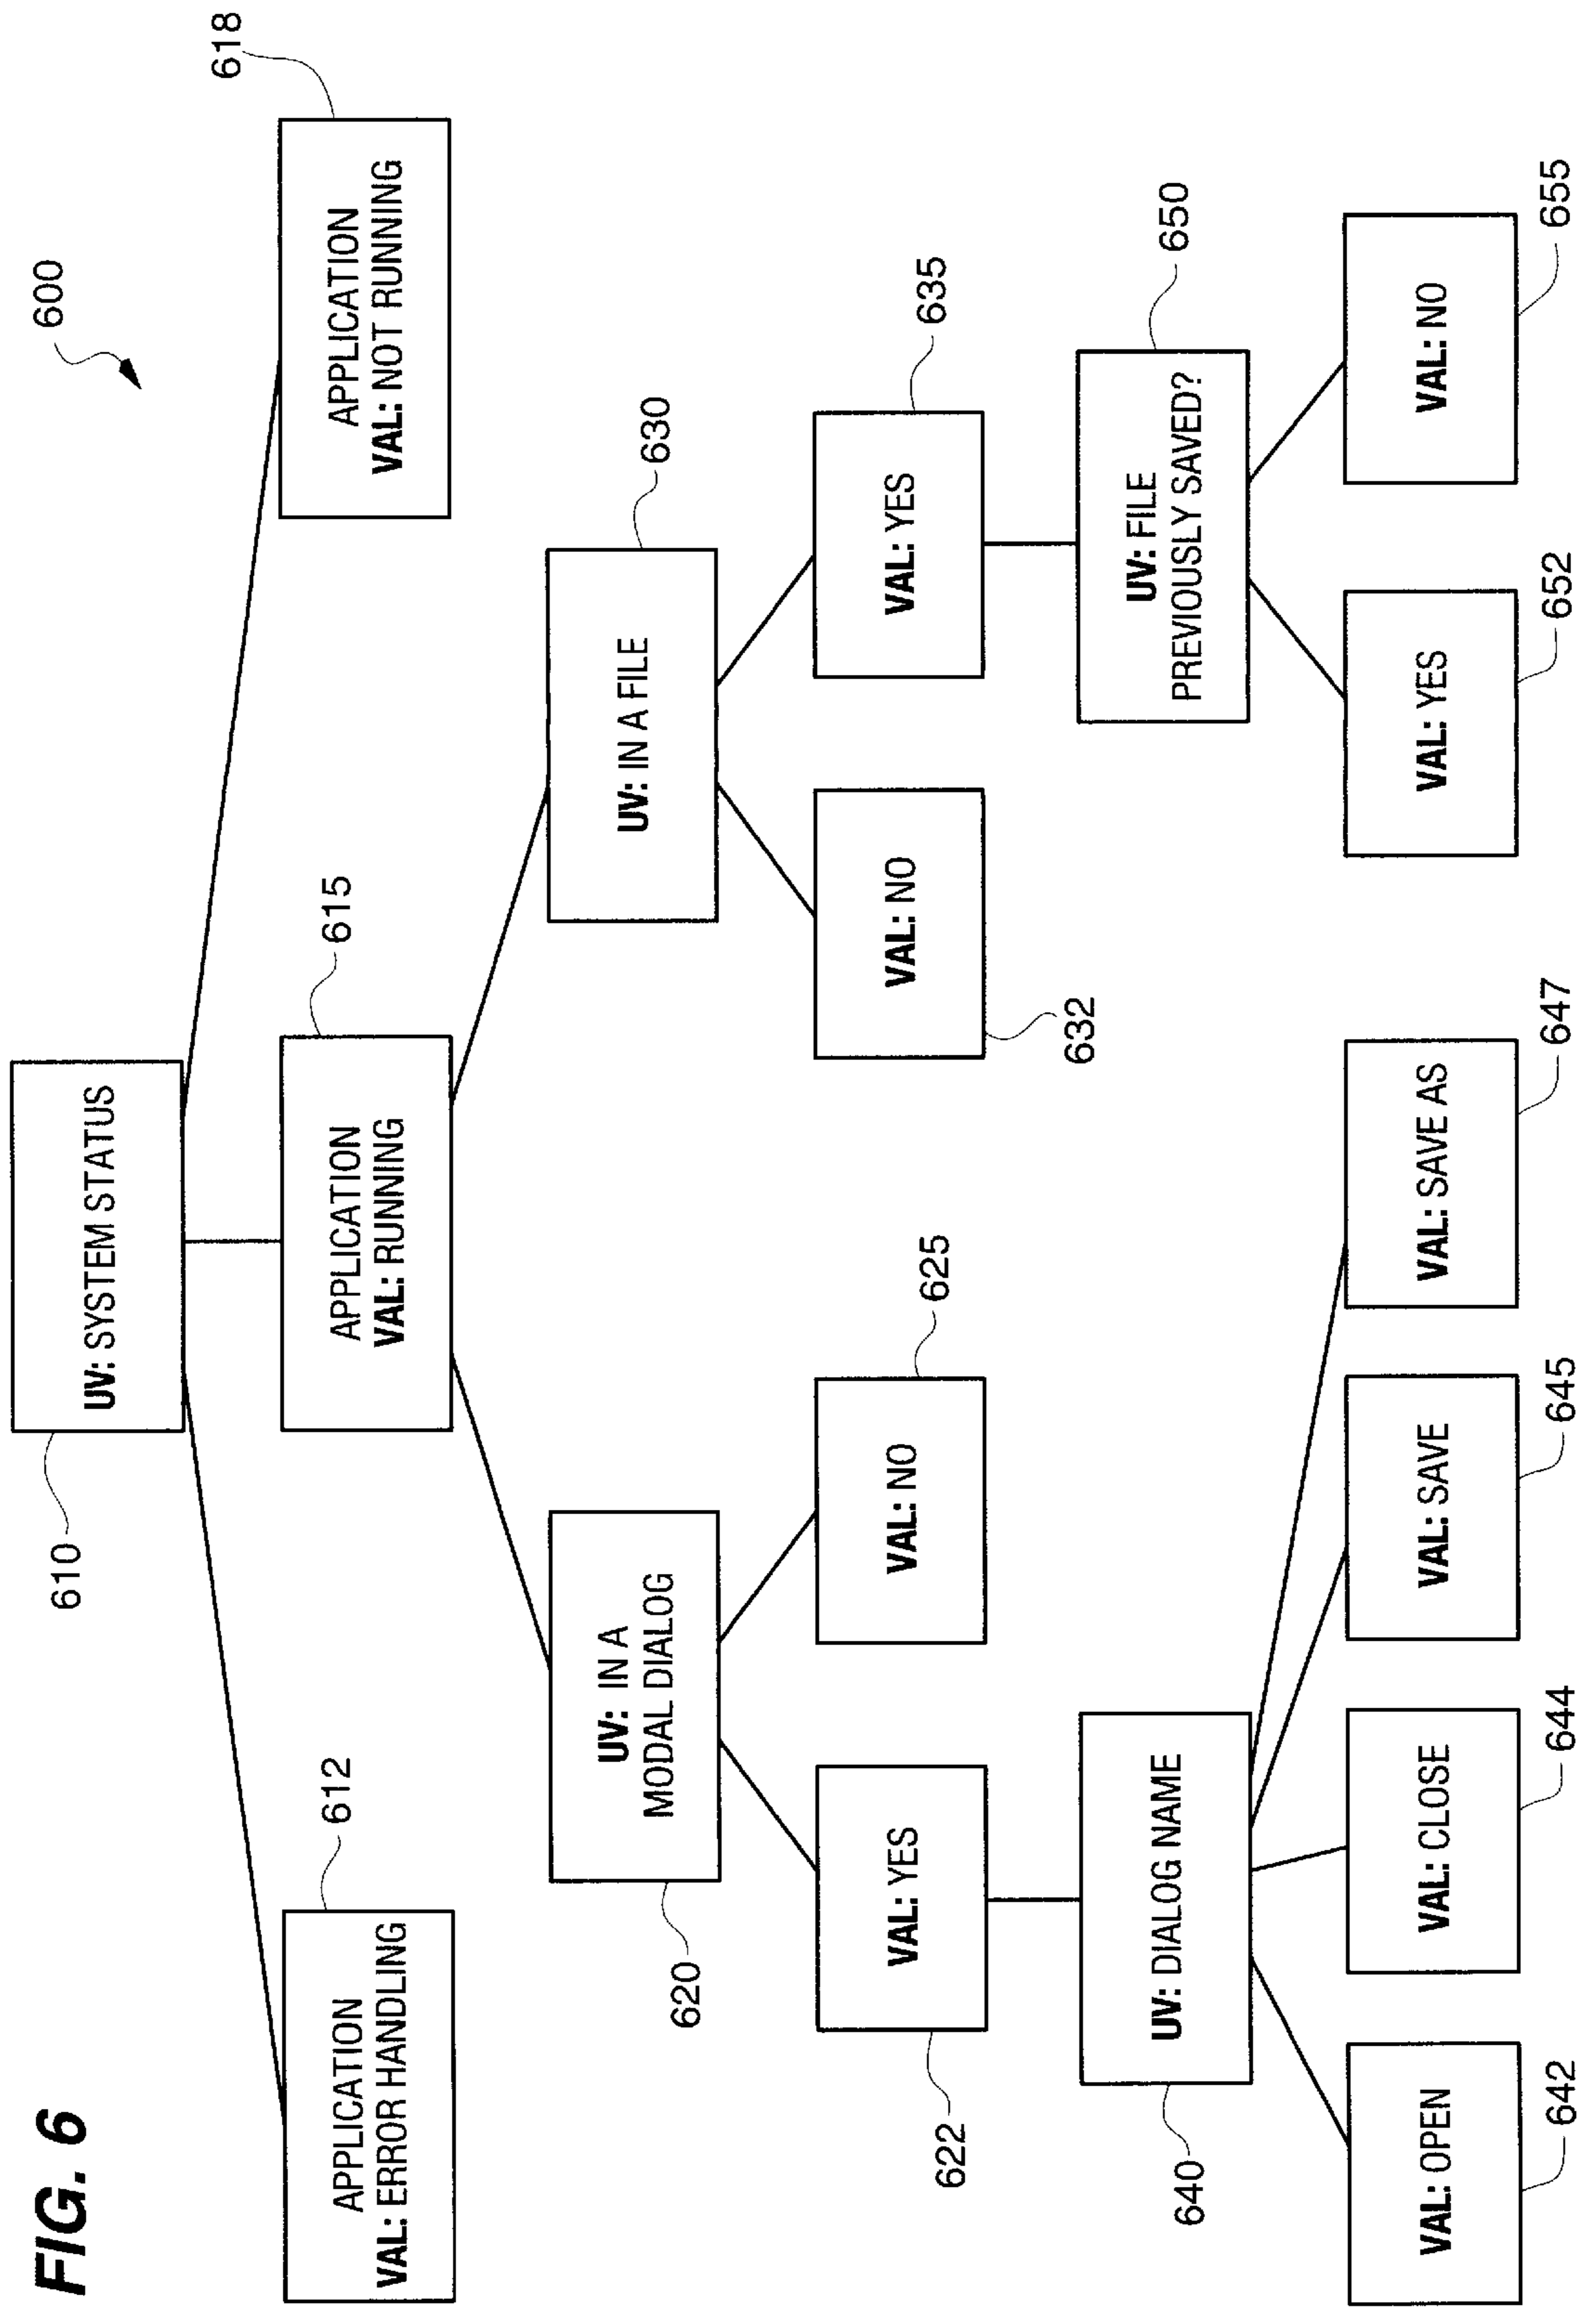 FIG. 6
600
610
UV: SYSTEM STATUS
612
APPLICATION
VAL: ERROR HANDLING
615
APPLICATION
VAL: RUNNING
618
APPLICATION
VAL: NOT RUNNING
620
UV: IN A
MODAL DIALOG
630
UV: IN A FILE
622
VAL: YES
625
VAL: NO
632
VAL: NO
635
VAL: YES
640
UV: DIALOG NAME
650
UV: FILE
PREVIOUSLY SAVED?
VAL: OPEN
642
VAL: CLOSE
644
VAL: SAVE
645
VAL: SAVE AS
647
VAL: YES
652
VAL: NO
655